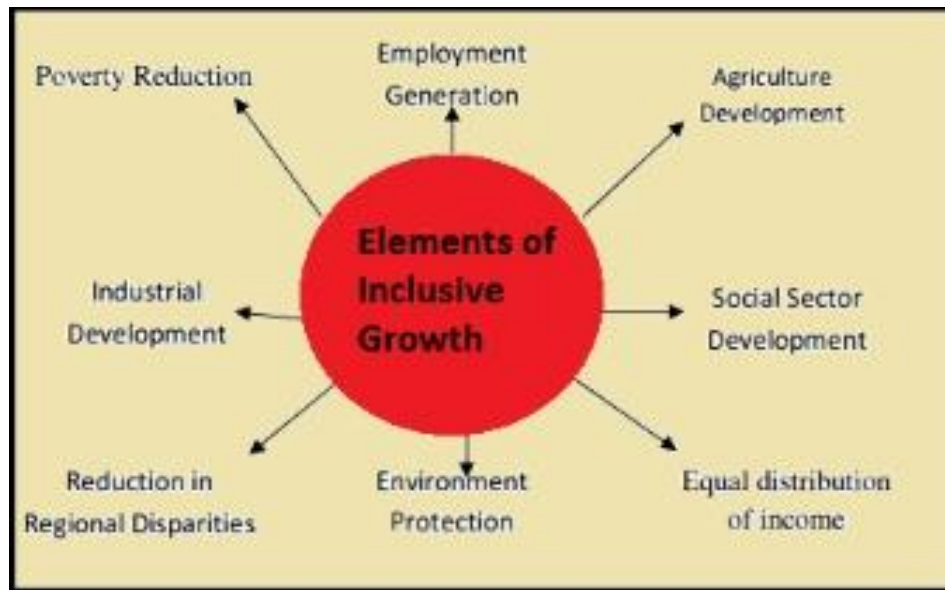 Poverty Reduction
Employment
Generation
Agriculture
Development
Elements of
Inclusive
Growth
Industrial
Development
Social Sector
Development
Reduction in
Regional Disparities
Environment
Protection
Equal distribution
of income